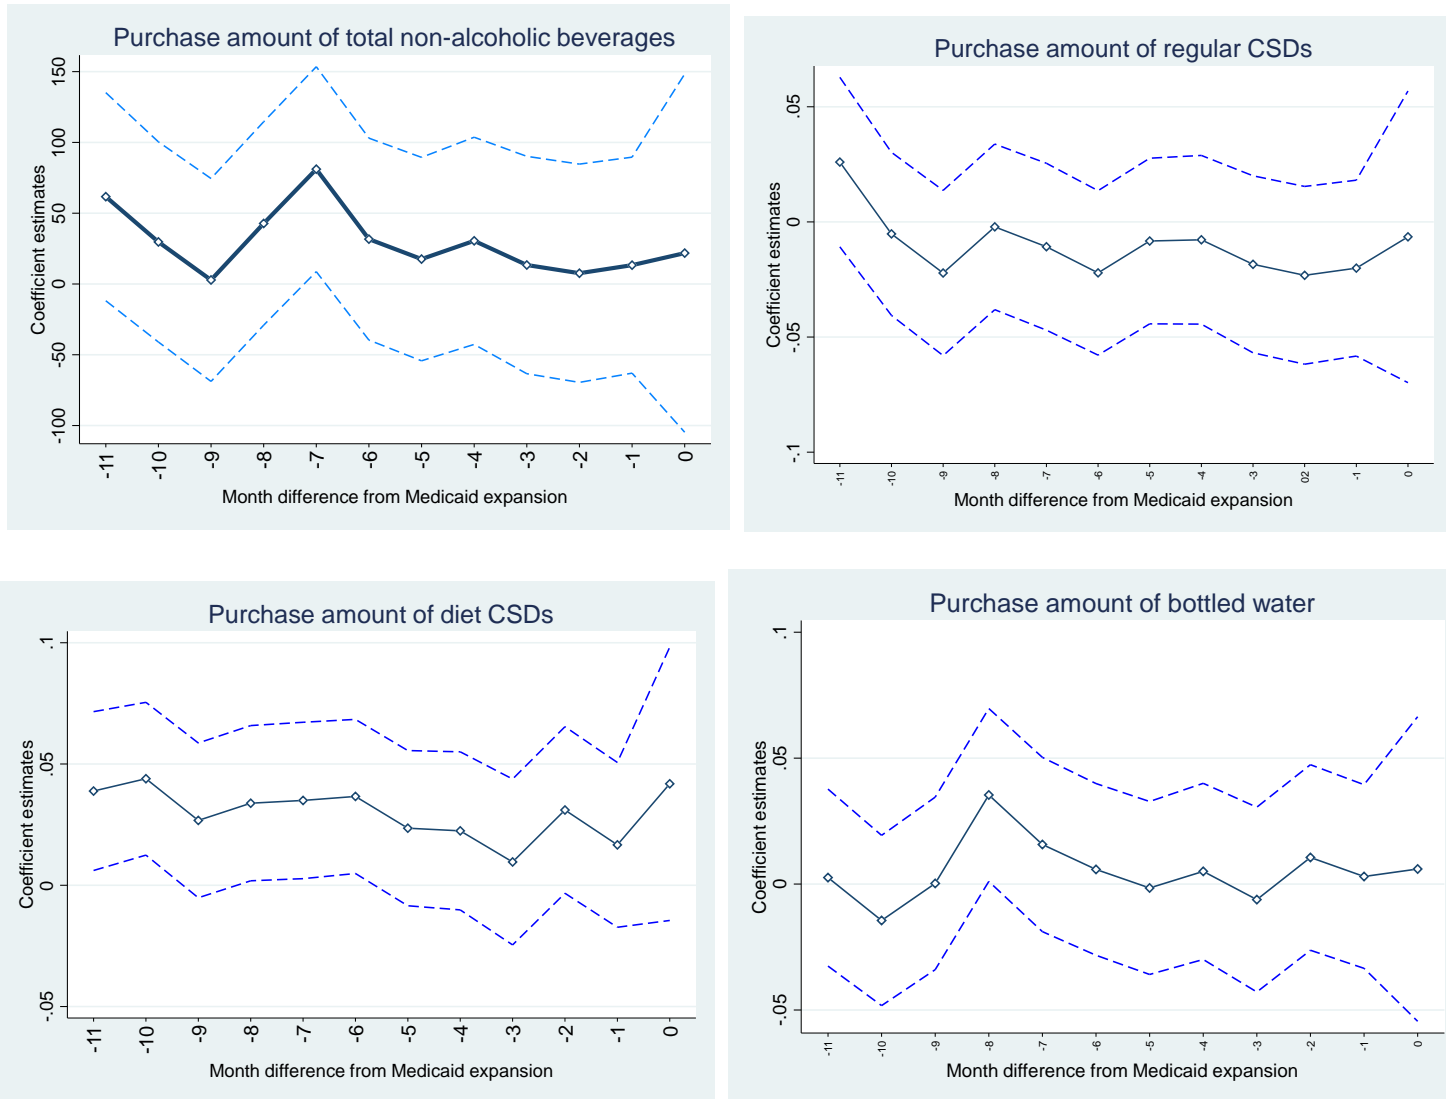 Purchase amount of total non-alcoholic beverages
Coefficient estimates
150
100
50
0
-50
-100
-11 -10 -9 -8 -7 -6 -5 -4 -3 -2 -1 0
Month difference from Medicaid expansion
Purchase amount of regular CSDs
Coefficient estimates
.05
0
-.05
-.1
-11 -10 -9 -8 -7 -6 -5 -4 -3 02 -1 0
Month difference from Medicaid expansion
Purchase amount of diet CSDs
Coefficient estimates
.1
.05
0
-.05
-11 -10 -9 -8 -7 -6 -5 -4 -3 -2 -1 0
Month difference from Medicaid expansion
Purchase amount of bottled water
Coefficient estimates
.1
.05
0
-.05
-11 -10 -9 -8 -7 -6 -5 -4 -3 -2 -1 0
Month difference from Medicaid expansion